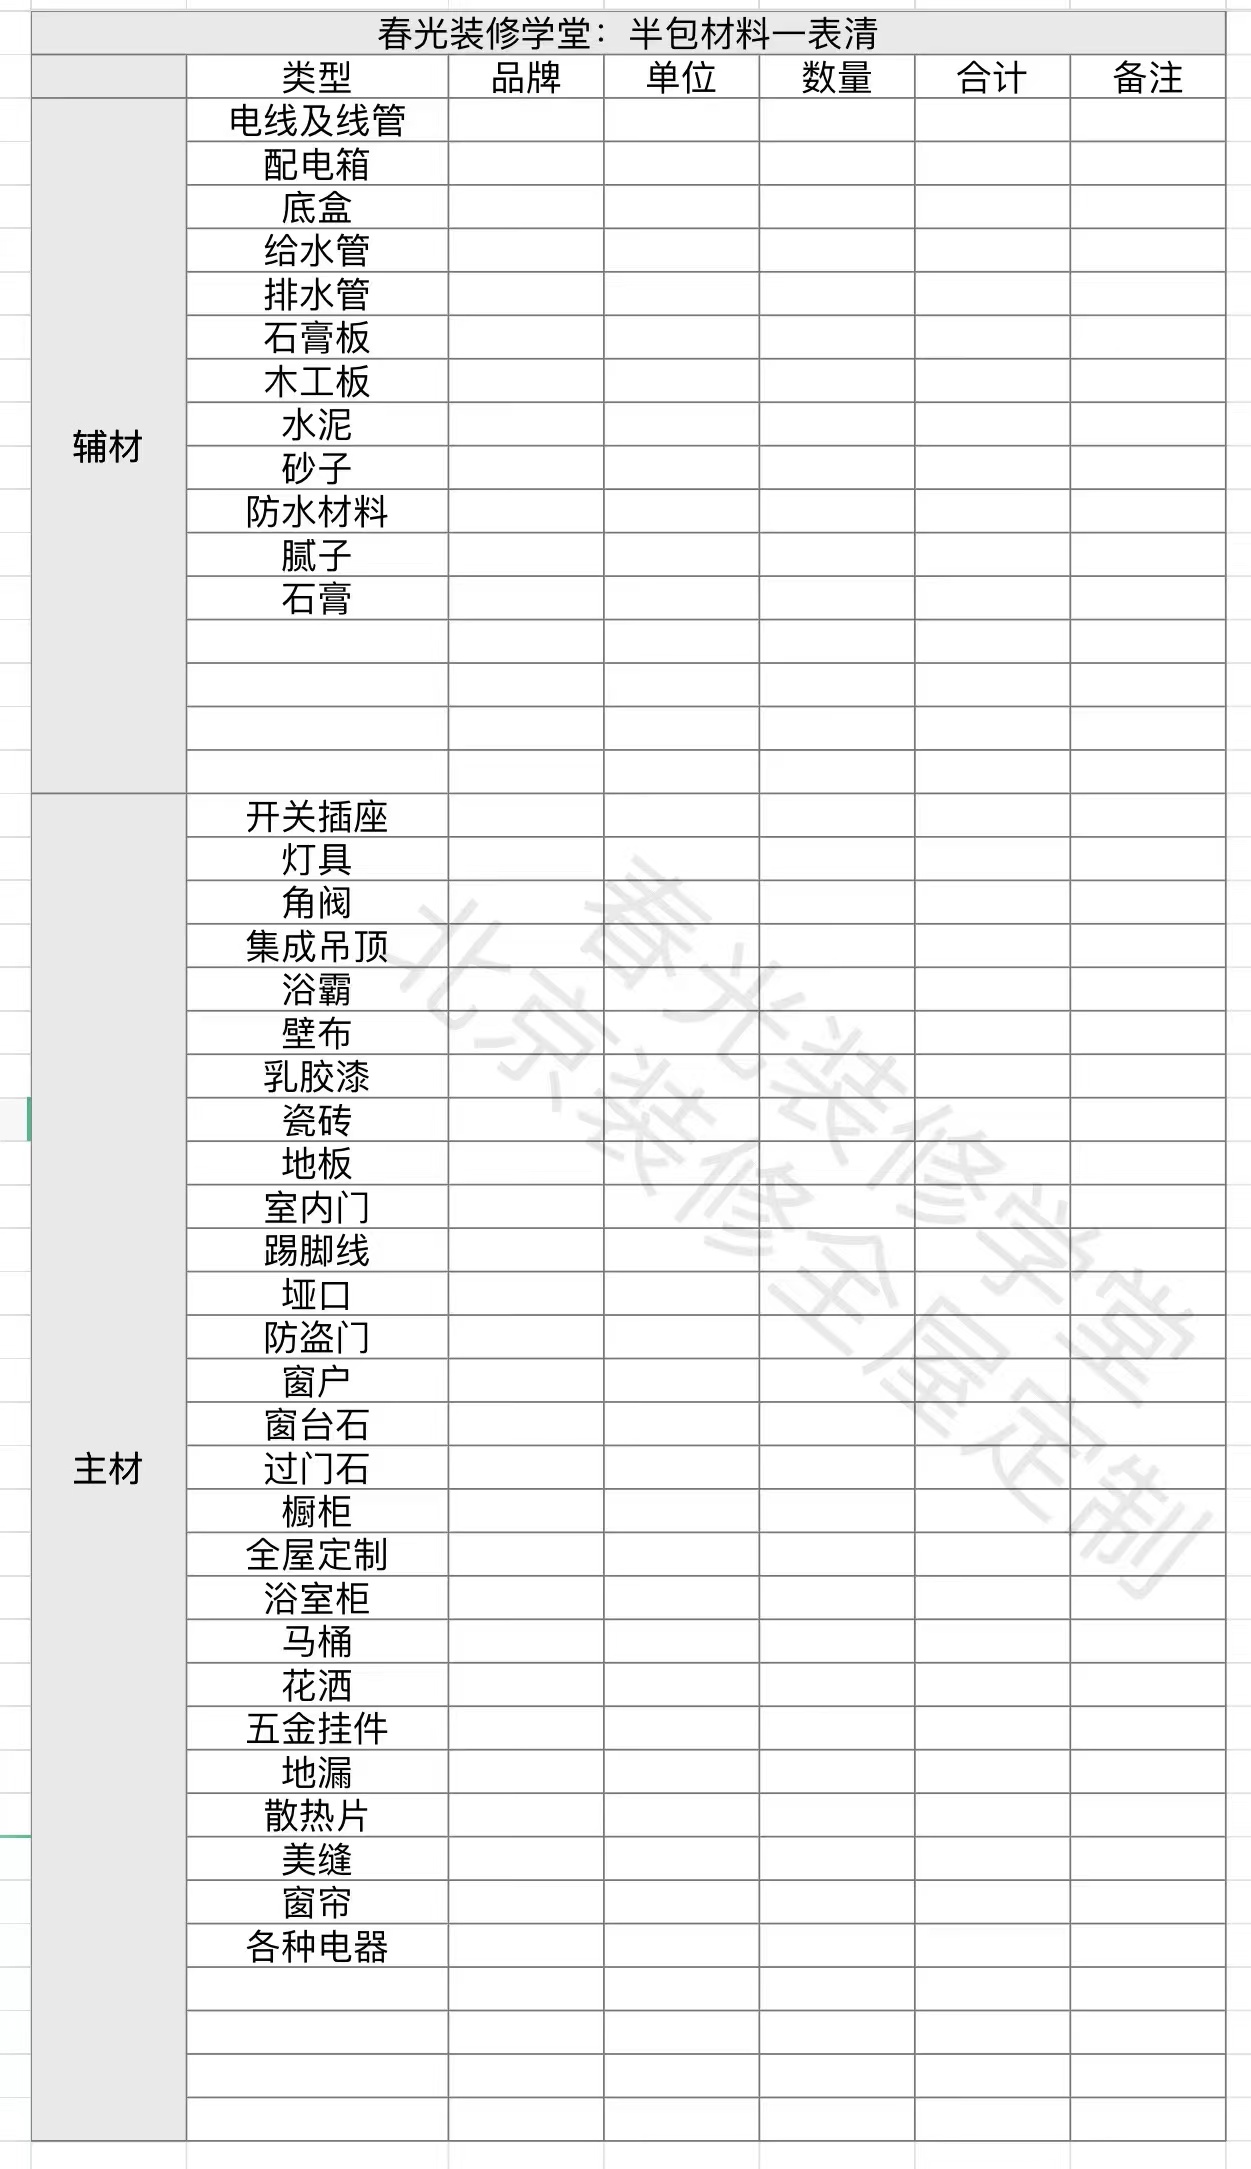 春光装修学堂：半包材料一表清
类型 品牌 单位 数量 合计 备注
辅材
电线及线管
配电箱
底盒
给水管
排水管
石膏板
木工板
水泥
砂子
防水材料
腻子
石膏
主材
开关插座
灯具
角阀
集成吊顶
浴霸
壁布
乳胶漆
瓷砖
地板
室内门
踢脚线
垭口
防盗门
窗户
窗台石
过门石
橱柜
全屋定制
浴室柜
马桶
花洒
五金挂件
地漏
散热片
美缝
窗帘
各种电器
春光装修学堂
北京装修全屋定制